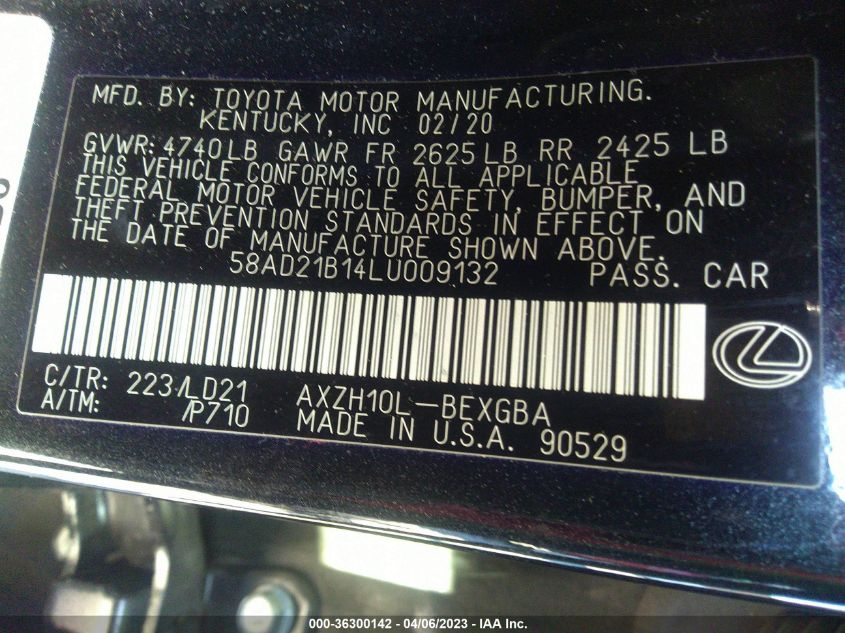 MFD. BY: TOYOTA MOTOR MANUFACTURING.
KENTUCKY, INC 02/20
GVWR: 4740LB GAWR FR 2625 LB RR 2425 LB
THIS VEHICLE CONFORMS TO ALL APPLICABLE
FEDERAL MOTOR VEHICLE SAFETY, BUMPER, AND
THEFT PREVENTION STANDARDS IN EFFECT ON
THE DATE OF MANUFACTURE SHOWN ABOVE.
58AD21B14LU009132 PASS. CAR
C/TR: 223/LD21 AXZH10L-BEXGBA
A/TM: /P710 MADE IN U.S.A. 90529
000-36300142 - 04/06/2023 - IAA Inc.